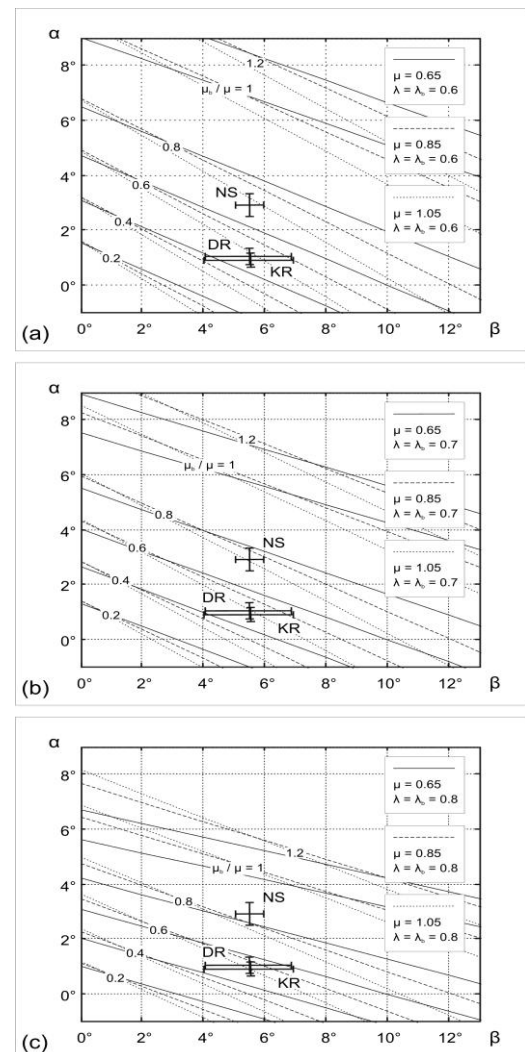 α
8°
6°
4°
2°
0°
1.2
μb / μ = 1
0.8
0.6
0.4
0.2
NS
DR
KR
μ = 0.65
λ = λb = 0.6
μ = 0.85
λ = λb = 0.6
μ = 1.05
λ = λb = 0.6
(a)
0° 2° 4° 6° 8° 10° 12° β
α
8°
6°
4°
2°
0°
1.2
μb / μ = 1
0.8
0.6
0.4
0.2
NS
DR
KR
μ = 0.65
λ = λb = 0.7
μ = 0.85
λ = λb = 0.7
μ = 1.05
λ = λb = 0.7
(b)
0° 2° 4° 6° 8° 10° 12° β
α
8°
6°
4°
2°
0°
1.2
μb / μ = 1
0.8
0.6
0.4
0.2
NS
DR
KR
μ = 0.65
λ = λb = 0.8
μ = 0.85
λ = λb = 0.8
μ = 1.05
λ = λb = 0.8
(c)
0° 2° 4° 6° 8° 10° 12° β